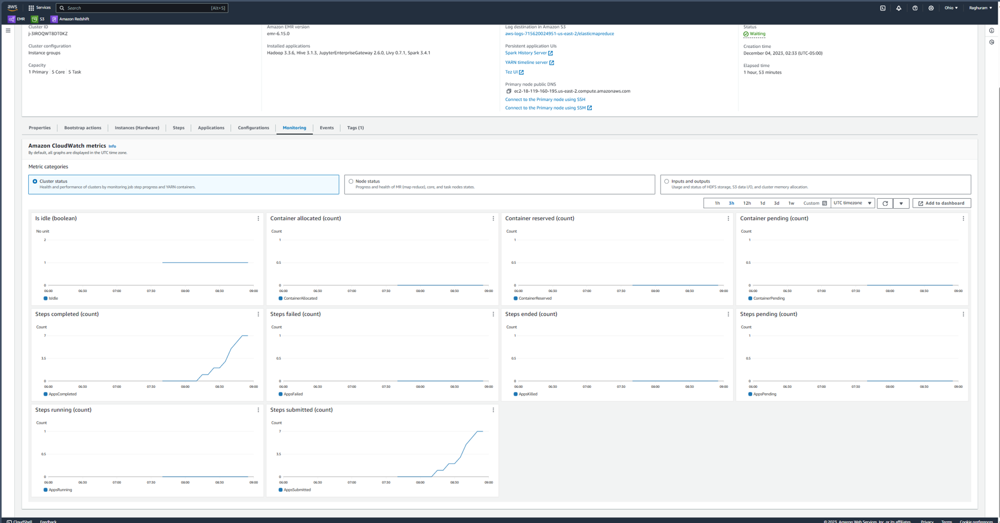 aws Services Search [Alt+S] Ohio Raghuram
EMR S3 Amazon Redshift
Cluster ID
j-3IROQWT8DT0KZ
Cluster configuration
Instance groups
Capacity
1 Primary 5 Core 5 Task
Amazon EMR version
emr-6.15.0
Installed applications
Hadoop 3.3.6, Hive 3.1.3, JupyterEnterpriseGateway 2.6.0, Livy 0.7.1, Spark 3.4.1
Log destination in Amazon S3
aws-logs-715620024951-us-east-2/elasticmapreduce
Persistent application UIs
Spark History Server
YARN timeline server
Tez UI
Primary node public DNS
ec2-18-119-160-195.us-east-2.compute.amazonaws.com
Connect to the Primary node using SSH
Connect to the Primary node using SSM
Status
Waiting
Creation time
December 04, 2023, 02:33 (UTC-05:00)
Elapsed time
1 hour, 53 minutes
Properties Bootstrap actions Instances (Hardware) Steps Applications Configurations Monitoring Events Tags (1)
Amazon CloudWatch metrics Info
By default, all graphs are displayed in the UTC time zone.
Metric categories
Cluster status
Health and performance of clusters by monitoring job step progress and YARN containers.
Node status
Progress and health of MR (map reduce), core, and task nodes states.
Inputs and outputs
Usage and status of HDFS storage, S3 data I/O, and cluster memory allocation.
1h 3h 12h 1d 3d 1w Custom UTC timezone Add to dashboard
Is idle (boolean)
No unit
2
1
0
06:00 06:30 07:00 07:30 08:00 08:30 09:00
IsIdle
Container allocated (count)
Count
1
0.5
0
06:00 06:30 07:00 07:30 08:00 08:30 09:00
ContainerAllocated
Container reserved (count)
Count
1
0.5
0
06:00 06:30 07:00 07:30 08:00 08:30 09:00
ContainerReserved
Container pending (count)
Count
1
0.5
0
06:00 06:30 07:00 07:30 08:00 08:30 09:00
ContainerPending
Steps completed (count)
Count
7
3.5
0
06:00 06:30 07:00 07:30 08:00 08:30 09:00
AppsCompleted
Steps failed (count)
Count
1
0.5
0
06:00 06:30 07:00 07:30 08:00 08:30 09:00
AppsFailed
Steps ended (count)
Count
1
0.5
0
06:00 06:30 07:00 07:30 08:00 08:30 09:00
AppsKilled
Steps pending (count)
Count
1
0.5
0
06:00 06:30 07:00 07:30 08:00 08:30 09:00
AppsPending
Steps running (count)
Count
1
0.5
0
06:00 06:30 07:00 07:30 08:00 08:30 09:00
AppsRunning
Steps submitted (count)
Count
7
3.5
0
06:00 06:30 07:00 07:30 08:00 08:30 09:00
AppsSubmitted
CloudShell Feedback © 2023, Amazon Web Services, Inc. or its affiliates. Privacy Terms Cookie preferences